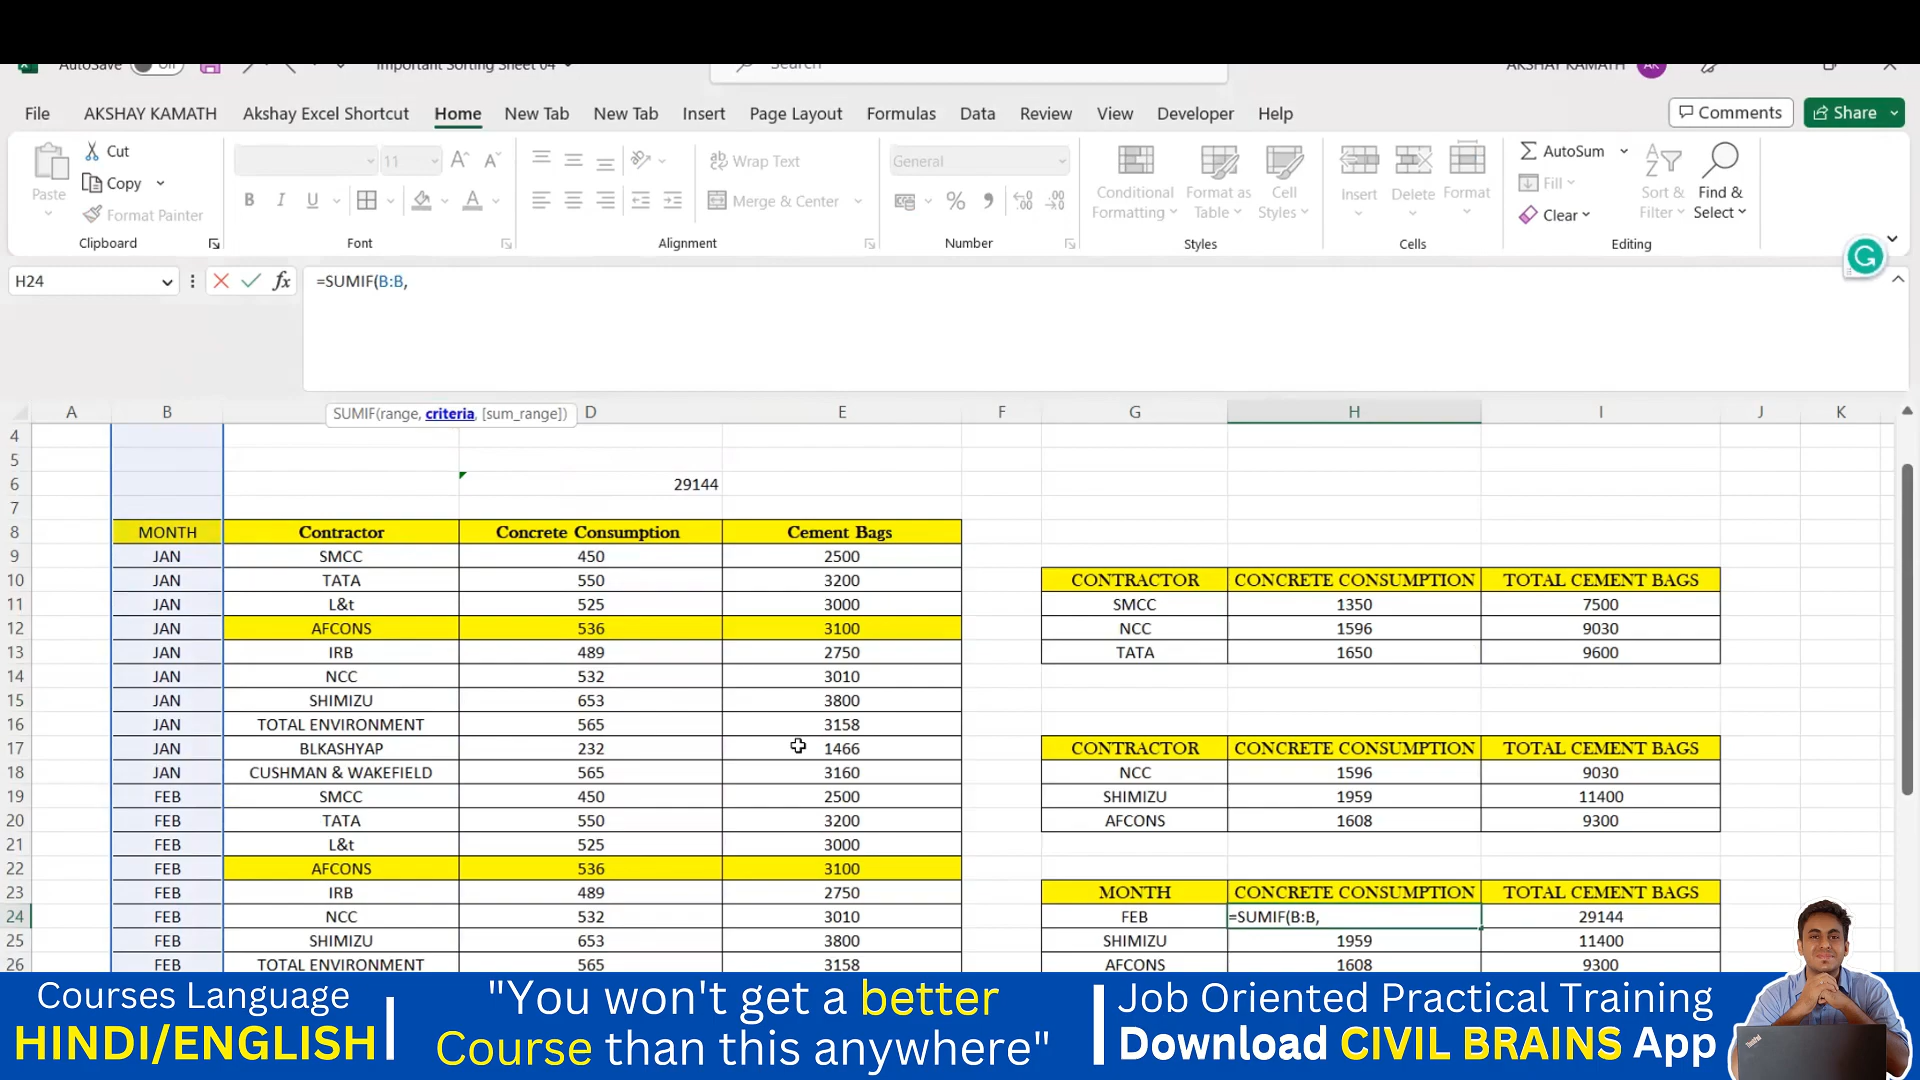 AutoSave Off Important Sorting Sheet 04 Search AKSHAY KAMATH AK
File AKSHAY KAMATH Akshay Excel Shortcut Home New Tab New Tab Insert Page Layout Formulas Data Review View Developer Help Comments Share
Paste Cut Copy Format Painter Clipboard
11 B I U Font
Wrap Text Merge & Center Alignment
General % Number
Conditional Formatting Format as Table Cell Styles Styles
Insert Delete Format Cells
AutoSum Fill Clear Sort & Filter Find & Select Editing
H24 fx =SUMIF(B:B,
SUMIF(range, criteria, [sum_range])
A B D E F G H I J K
4
5
6 29144
7
8 MONTH Contractor Concrete Consumption Cement Bags
9 JAN SMCC 450 2500
10 JAN TATA 550 3200 CONTRACTOR CONCRETE CONSUMPTION TOTAL CEMENT BAGS
11 JAN L&t 525 3000 SMCC 1350 7500
12 JAN AFCONS 536 3100 NCC 1596 9030
13 JAN IRB 489 2750 TATA 1650 9600
14 JAN NCC 532 3010
15 JAN SHIMIZU 653 3800
16 JAN TOTAL ENVIRONMENT 565 3158
17 JAN BLKASHYAP 232 1466 CONTRACTOR CONCRETE CONSUMPTION TOTAL CEMENT BAGS
18 JAN CUSHMAN & WAKEFIELD 565 3160 NCC 1596 9030
19 FEB SMCC 450 2500 SHIMIZU 1959 11400
20 FEB TATA 550 3200 AFCONS 1608 9300
21 FEB L&t 525 3000
22 FEB AFCONS 536 3100
23 FEB IRB 489 2750 MONTH CONCRETE CONSUMPTION TOTAL CEMENT BAGS
24 FEB NCC 532 3010 FEB =SUMIF(B:B, 29144
25 FEB SHIMIZU 653 3800 SHIMIZU 1959 11400
26 FEB TOTAL ENVIRONMENT 565 3158 AFCONS 1608 9300
Courses Language
HINDI/ENGLISH
"You won't get a better
Course than this anywhere"
Job Oriented Practical Training
Download CIVIL BRAINS App